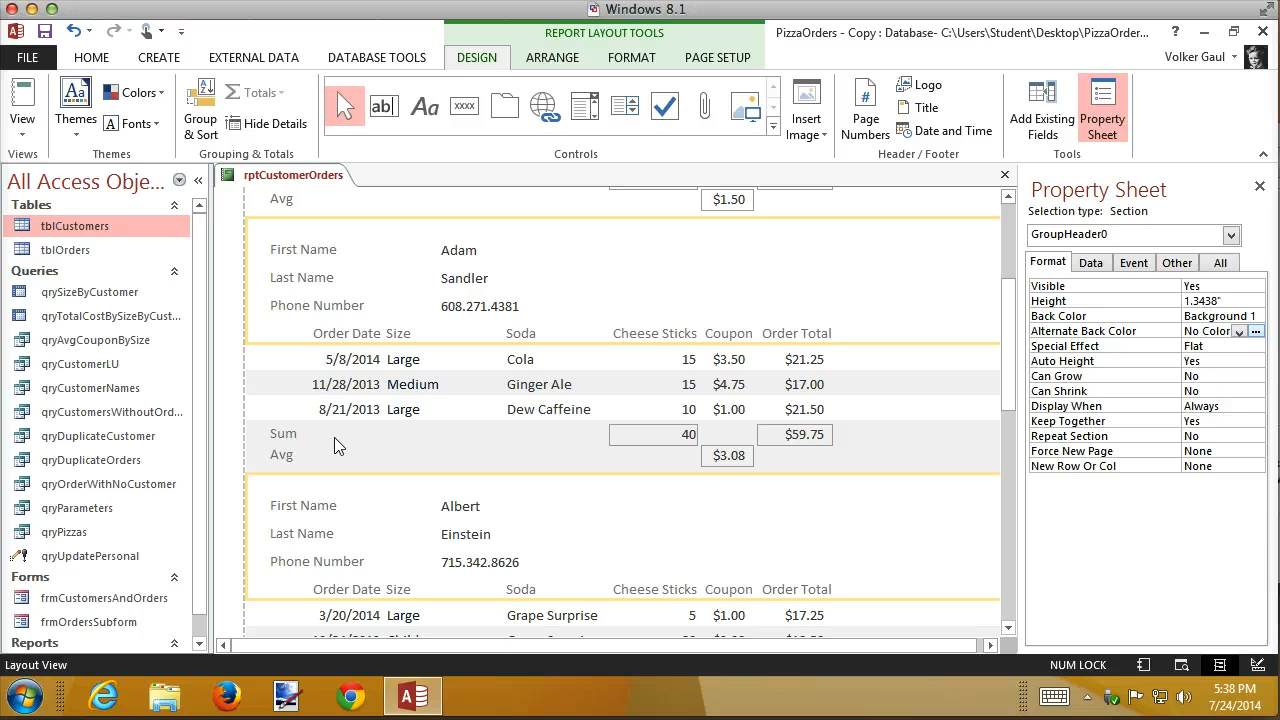 Windows 8.1
REPORT LAYOUT TOOLS
PizzaOrders - Copy : Database- C:\Users\Student\Desktop\PizzaOrder...
?
FILE HOME CREATE EXTERNAL DATA DATABASE TOOLS DESIGN ARRANGE FORMAT PAGE SETUP
Volker Gaul
View
Views
Aa
Themes
Colors
Fonts
Themes
Group & Sort
Totals
Hide Details
Grouping & Totals
ab
Aa
xxxx
Controls
Insert Image
Page Numbers
Logo
Title
Date and Time
Header / Footer
Add Existing Fields
Property Sheet
Tools
All Access Obje...
Tables
tblCustomers
tblOrders
Queries
qrySizeByCustomer
qryTotalCostBySizeByCust...
qryAvgCouponBySize
qryCustomerLU
qryCustomerNames
qryCustomersWithoutOrd...
qryDuplicateCustomer
qryDuplicateOrders
qryOrderWithNoCustomer
qryParameters
qryPizzas
qryUpdatePersonal
Forms
frmCustomersAndOrders
frmOrdersSubform
Reports
rptCustomerOrders
Avg $1.50
First Name Adam
Last Name Sandler
Phone Number 608.271.4381
Order Date Size Soda Cheese Sticks Coupon Order Total
5/8/2014 Large Cola 15 $3.50 $21.25
11/28/2013 Medium Ginger Ale 15 $4.75 $17.00
8/21/2013 Large Dew Caffeine 10 $1.00 $21.50
Sum 40 $59.75
Avg $3.08
First Name Albert
Last Name Einstein
Phone Number 715.342.8626
Order Date Size Soda Cheese Sticks Coupon Order Total
3/20/2014 Large Grape Surprise 5 $1.00 $17.25
Property Sheet
Selection type: Section
GroupHeader0
Format Data Event Other All
Visible Yes
Height 1.3438"
Back Color Background 1
Alternate Back Color No Color
Special Effect Flat
Auto Height Yes
Can Grow No
Can Shrink No
Display When Always
Keep Together Yes
Repeat Section No
Force New Page None
New Row Or Col None
Layout View
NUM LOCK
5:38 PM
7/24/2014